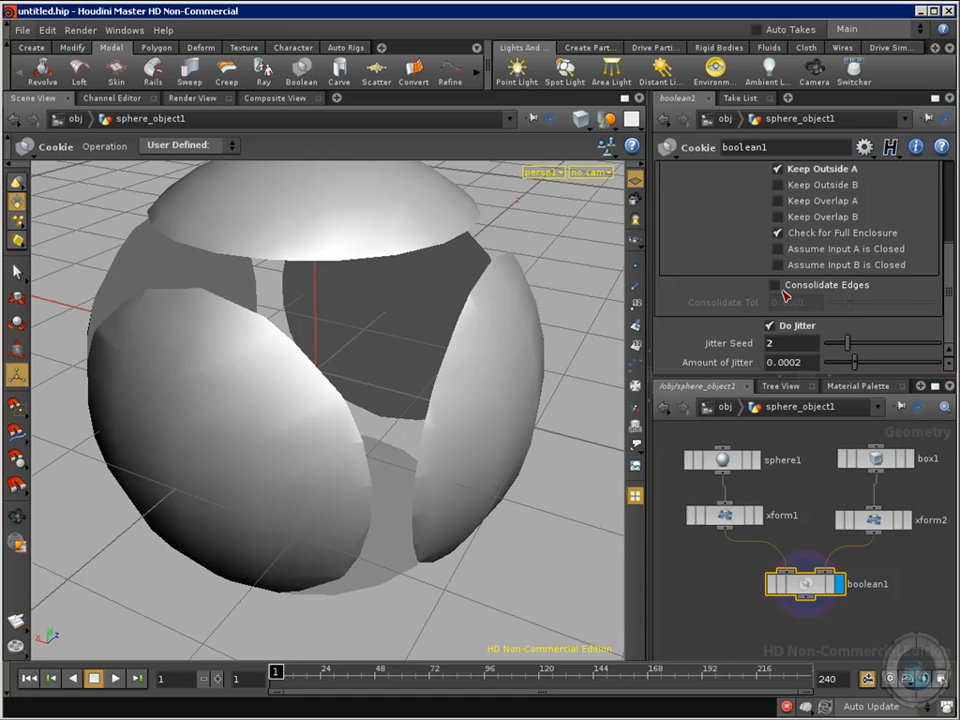 untitled.hip - Houdini Master HD Non-Commercial
File Edit Render Windows Help Auto Takes Main
Create Modify Model Polygon Deform Texture Character Auto Rigs Lights And ... Create Part... Drive Parti... Rigid Bodies Fluids Cloth Wires Drive Sim...
Revolve Loft Skin Rails Sweep Creep Ray Boolean Carve Scatter Convert Refine Point Light Spot Light Area Light Distant Li... Environme... Ambient L... Camera Switcher
Scene View Channel Editor Render View Composite View boolean1 Take List
obj sphere_object1 obj sphere_object1
Cookie Operation User Defined: Cookie boolean1
persp1 no cam
Keep Outside A
Keep Outside B
Keep Overlap A
Keep Overlap B
Check for Full Enclosure
Assume Input A is Closed
Assume Input B is Closed
Consolidate Edges
Consolidate Tol
Do Jitter
Jitter Seed 2
Amount of Jitter 0.0002
/obj/sphere_object1 Tree View Material Palette
obj sphere_object1
Geometry
sphere1 box1
xform1 xform2
boolean1
HD Non-Commercial Edition
HD Non-Commercial Edition
1 24 48 72 96 120 144 168 192 216
1 1 240
Auto Update